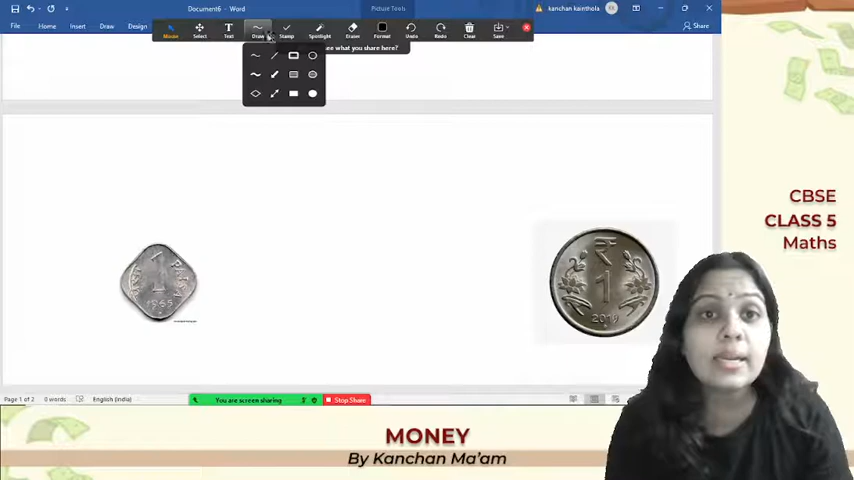 Document6 - Word
Picture Tools
kanchan kainthola
KK
File
Home
Insert
Draw
Design
Mouse
Select
Text
Draw
Stamp
Spotlight
Eraser
Format
Undo
Redo
Clear
Save
Share
see what you share here?
1
PAISA
1965
₹
1
2019
CBSE
CLASS 5
Maths
Page 1 of 2
0 words
English (India)
You are screen sharing
Stop Share
MONEY
By Kanchan Ma'am